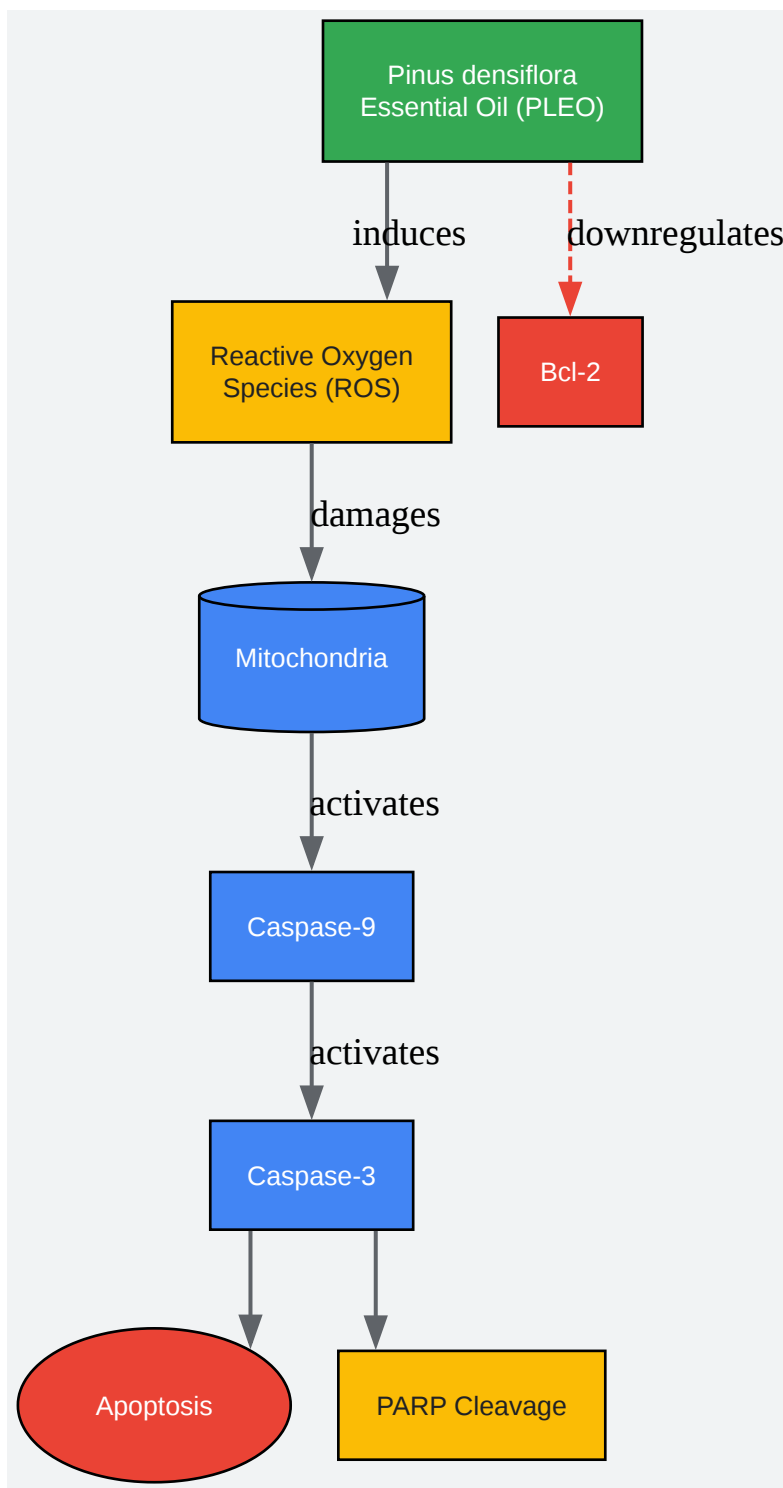 Pinus densiflora
Essential Oil (PLEO)
induces
downregulates
Reactive Oxygen
Species (ROS)
Bcl-2
damages
Mitochondria
activates
Caspase-9
activates
Caspase-3
Apoptosis
PARP Cleavage